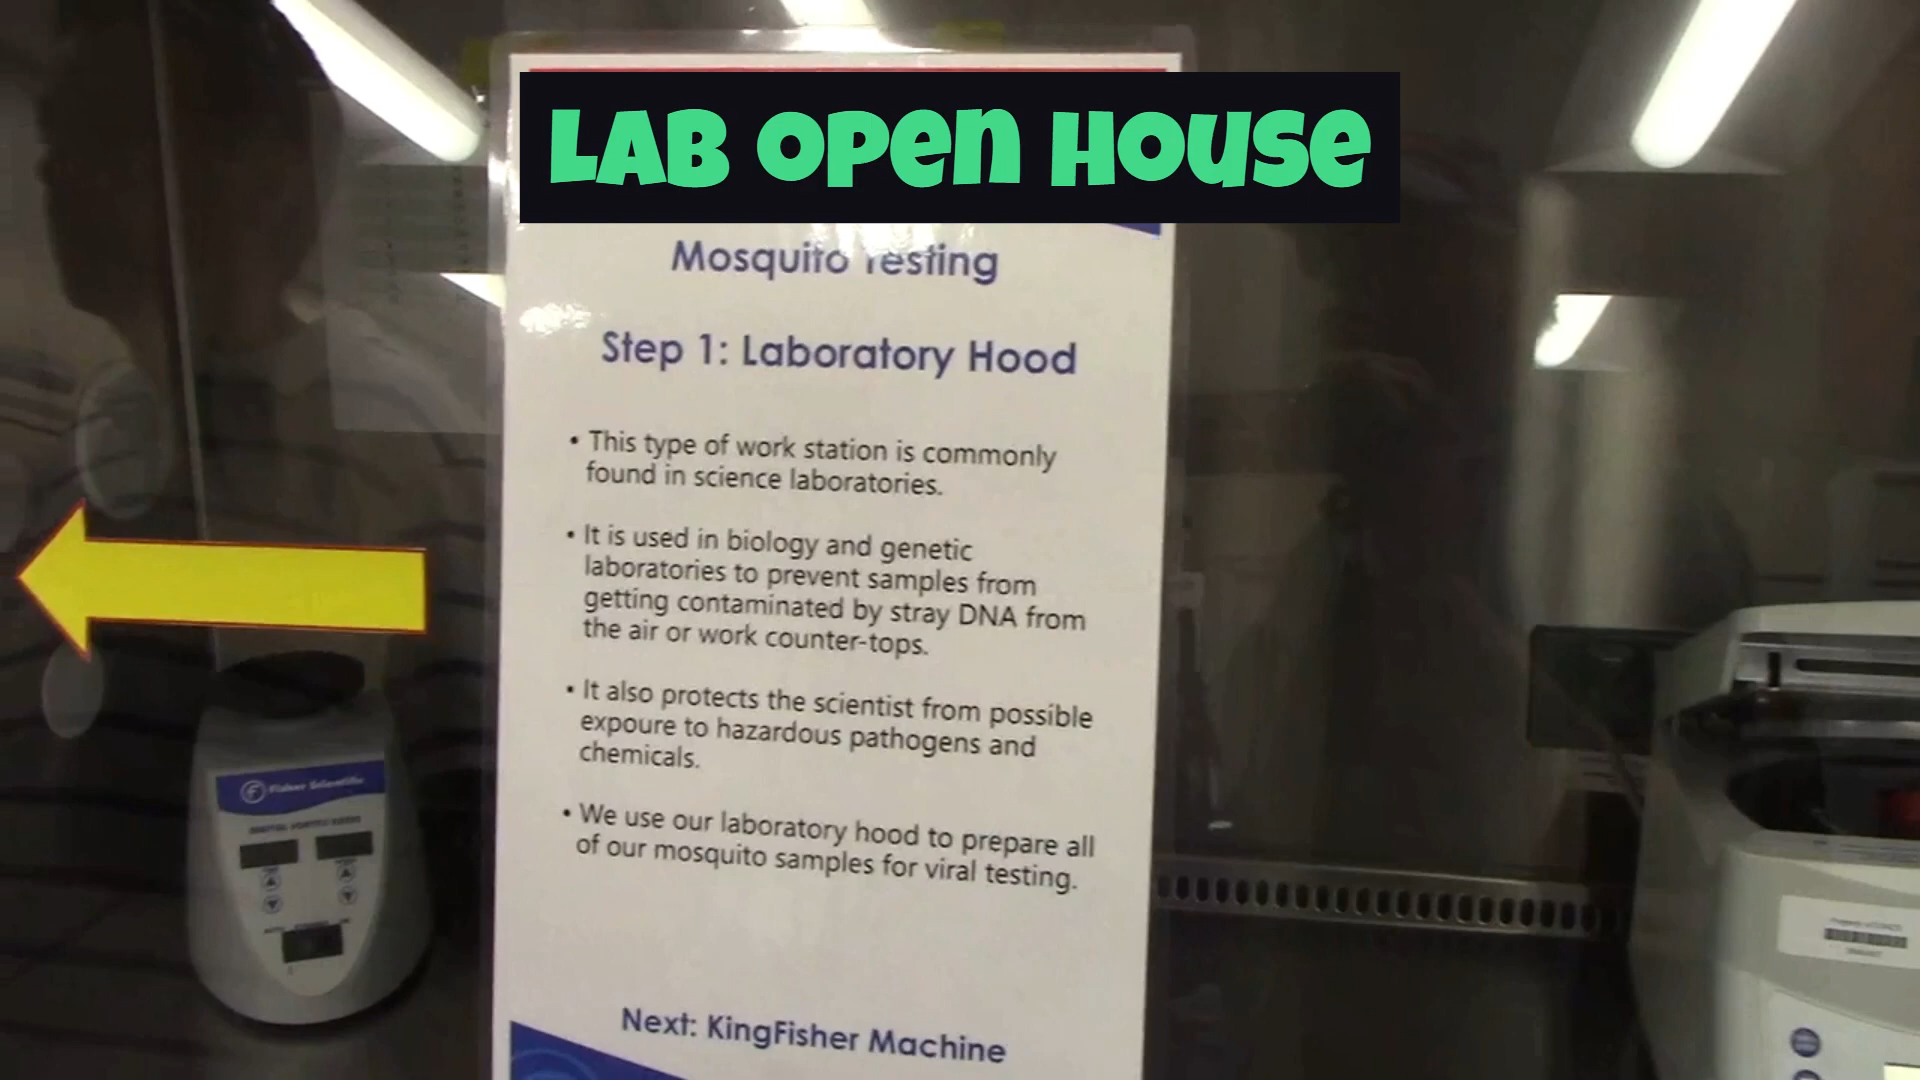 LAB OPEN HOUSE
Mosquito Testing
Step 1: Laboratory Hood
• This type of work station is commonly
found in science laboratories.
• It is used in biology and genetic
laboratories to prevent samples from
getting contaminated by stray DNA from
the air or work counter-tops.
• It also protects the scientist from possible
expoure to hazardous pathogens and
chemicals.
• We use our laboratory hood to prepare all
of our mosquito samples for viral testing.
Next: KingFisher Machine
Fisher Scientific